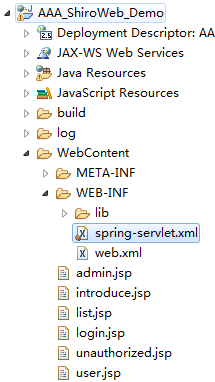 AAA_ShiroWeb_Demo
Deployment Descriptor: AA
JAX-WS Web Services
Java Resources
JavaScript Resources
build
log
WebContent
META-INF
WEB-INF
lib
spring-servlet.xml
web.xml
admin.jsp
introduce.jsp
list.jsp
login.jsp
unauthorized.jsp
user.jsp